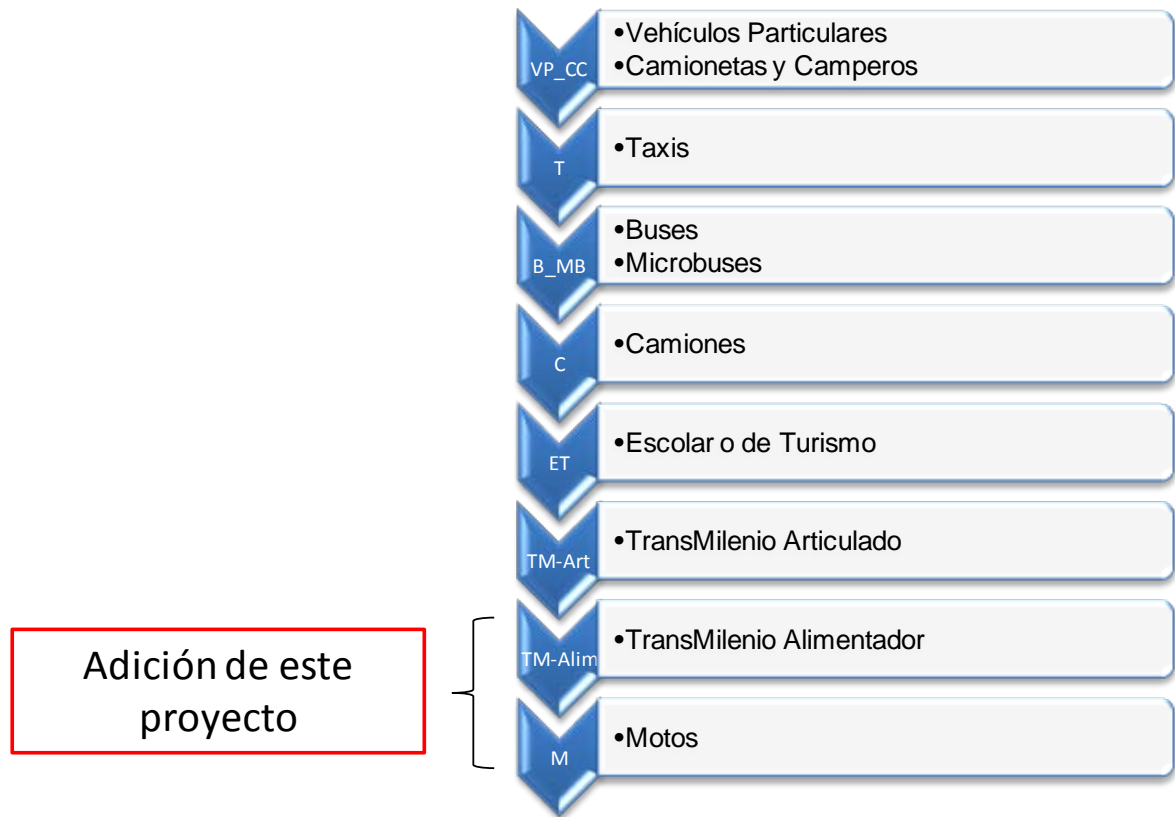 VP_CC
•Vehículos Particulares
•Camionetas y Camperos
T
•Taxis
B_MB
•Buses
•Microbuses
C
•Camiones
ET
•Escolar o de Turismo
TM-Art
•TransMilenio Articulado
Adición de este
proyecto
TM-Alim
•TransMilenio Alimentador
M
•Motos